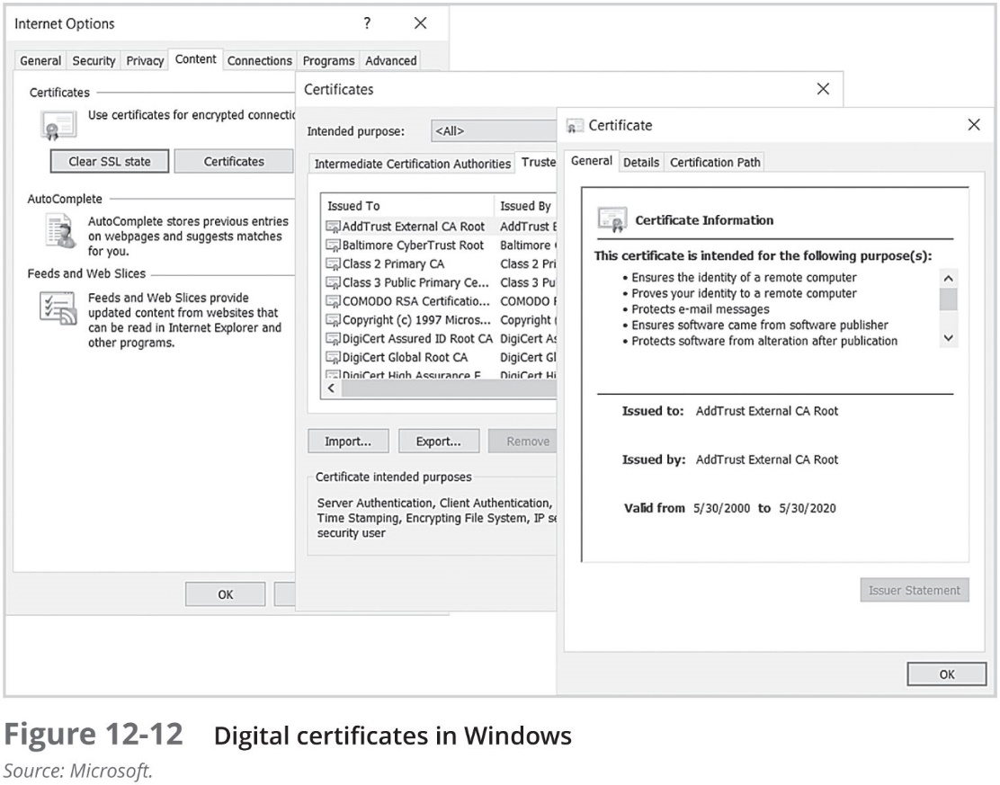 Internet Options ? X
General Security Privacy Content Connections Programs Advanced
Certificates
Use certificates for encrypted
Clear SSL state Certificates
AutoComplete
AutoComplete stores previous entries
on webpages and suggests matches
for you.
Feeds and Web Slices
Feeds and Web Slices provide
updated content from websites that
can be read in Internet Explorer and
other programs.
OK
Certificates X
Intended purpose: <All>
Intermediate Certification Authorities Truste
Issued To Issued By
AddTrust External CA Root AddTrust E
Baltimore CyberTrust Root Baltimore
Class 2 Primary CA Class 2 Pri
Class 3 Public Primary Ce... Class 3 Pu
COMODO RSA Certificatio... COMODO
Copyright (c) 1997 Micros... Copyright
DigiCert Assured ID Root CA DigiCert As
DigiCert Global Root CA DigiCert Gl
DigiCert High Assurance E DigiCert Hi
Import... Export... Remove
Certificate intended purposes
Server Authentication, Client Authentication,
Time Stamping, Encrypting File System, IP se
security user
Certificate X
General Details Certification Path
Certificate Information
This certificate is intended for the following purpose(s):
• Ensures the identity of a remote computer
• Proves your identity to a remote computer
• Protects e-mail messages
• Ensures software came from software publisher
• Protects software from alteration after publication
Issued to: AddTrust External CA Root
Issued by: AddTrust External CA Root
Valid from 5/30/2000 to 5/30/2020
Issuer Statement
OK
Figure 12-12 Digital certificates in Windows
Source: Microsoft.